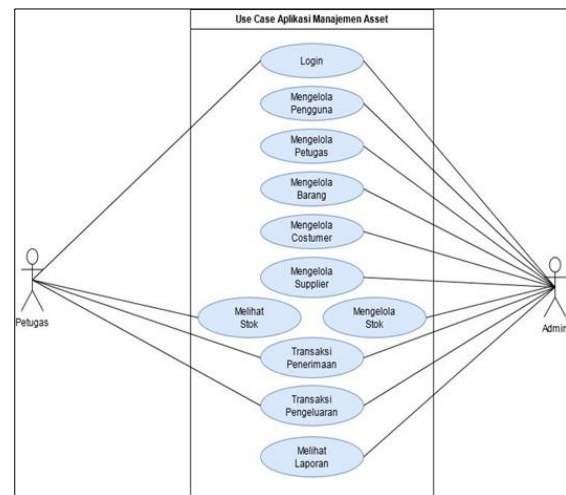 Use Case Aplikasi Manajemen Asset
Login
Mengelola
Pengguna
Mengelola
Petugas
Mengelola
Barang
Mengelola
Costumer
Mengelola
Supplier
Melihat
Stok
Mengelola
Stok
Petugas
Admin
Transaksi
Penerimaan
Transaksi
Pengeluaran
Melihat
Laporan